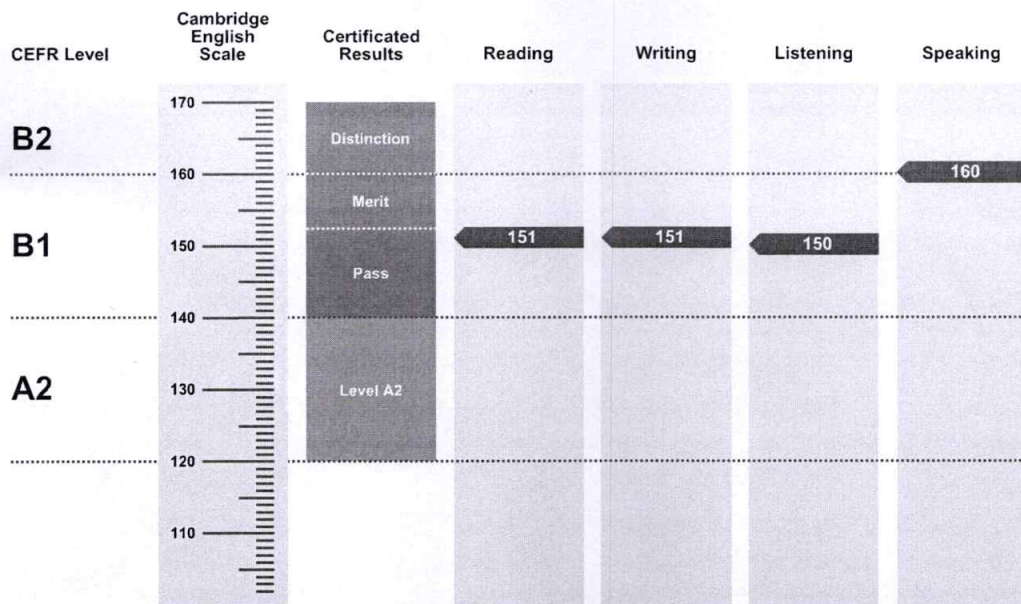 CEFR Level
Cambridge
English
Scale
Certificated
Results
Reading
Writing
Listening
Speaking
170
B2
Distinction
160
160
Merit
151
151
150
B1
150
Pass
140
A2
130
Level A2
120
110